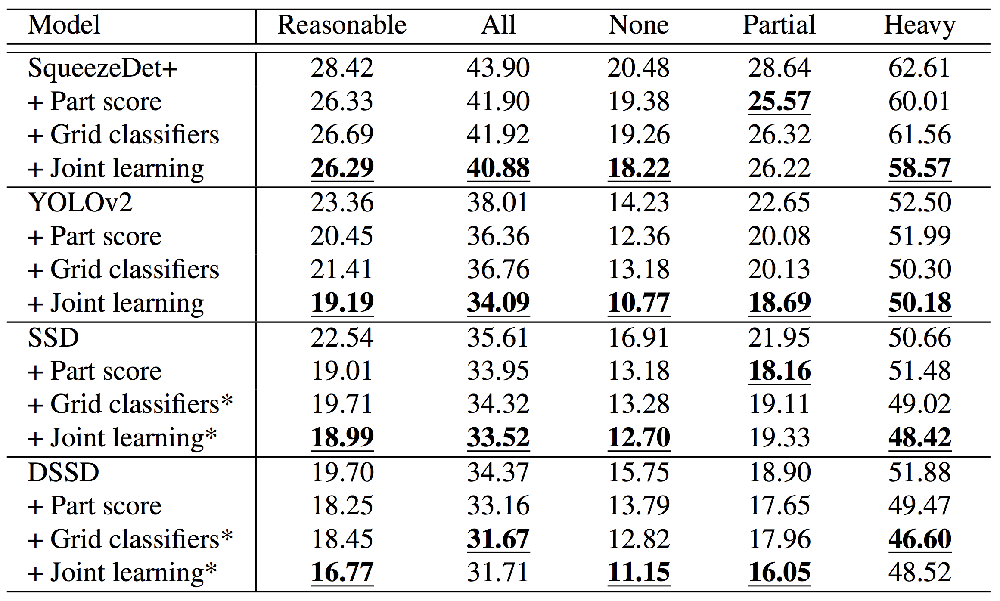 Model Reasonable All None Partial Heavy
SqueezeDet+ 28.42 43.90 20.48 28.64 62.61
+ Part score 26.33 41.90 19.38 25.57 60.01
+ Grid classifiers 26.69 41.92 19.26 26.32 61.56
+ Joint learning 26.29 40.88 18.22 26.22 58.57
YOLOv2 23.36 38.01 14.23 22.65 52.50
+ Part score 20.45 36.36 12.36 20.08 51.99
+ Grid classifiers 21.41 36.76 13.18 20.13 50.30
+ Joint learning 19.19 34.09 10.77 18.69 50.18
SSD 22.54 35.61 16.91 21.95 50.66
+ Part score 19.01 33.95 13.18 18.16 51.48
+ Grid classifiers* 19.71 34.32 13.28 19.11 49.02
+ Joint learning* 18.99 33.52 12.70 19.33 48.42
DSSD 19.70 34.37 15.75 18.90 51.88
+ Part score 18.25 33.16 13.79 17.65 49.47
+ Grid classifiers* 18.45 31.67 12.82 17.96 46.60
+ Joint learning* 16.77 31.71 11.15 16.05 48.52